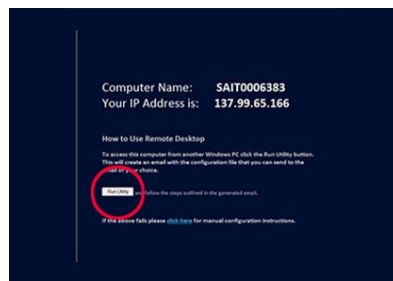 Computer Name: SAIT0006383
Your IP Address is: 137.99.65.166
How to Use Remote Desktop
To access this computer from another Windows PC click the Run Utility button.
This will create an email with the configuration file that you can send to the
email of your choice.
Run Utility and follow the steps outlined in the generated email.
If the above fails please click here for manual configuration instructions.